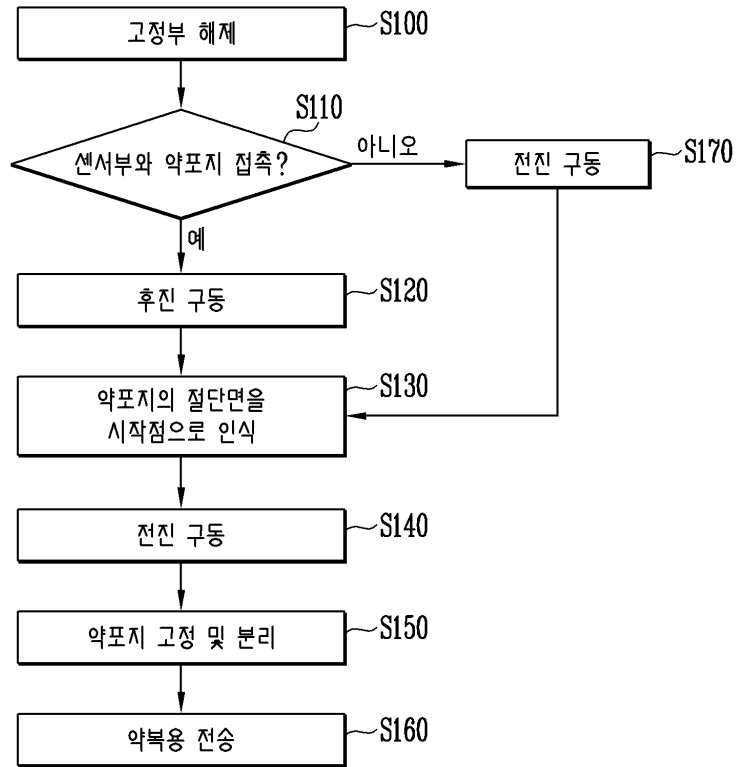 고정부 해제
S100
S110
센서부와 약포지 접촉?
아니오
전진 구동
S170
예
후진 구동
S120
약포지의 절단면을
시작점으로 인식
S130
전진 구동
S140
약포지 고정 및 분리
S150
약복용 전송
S160